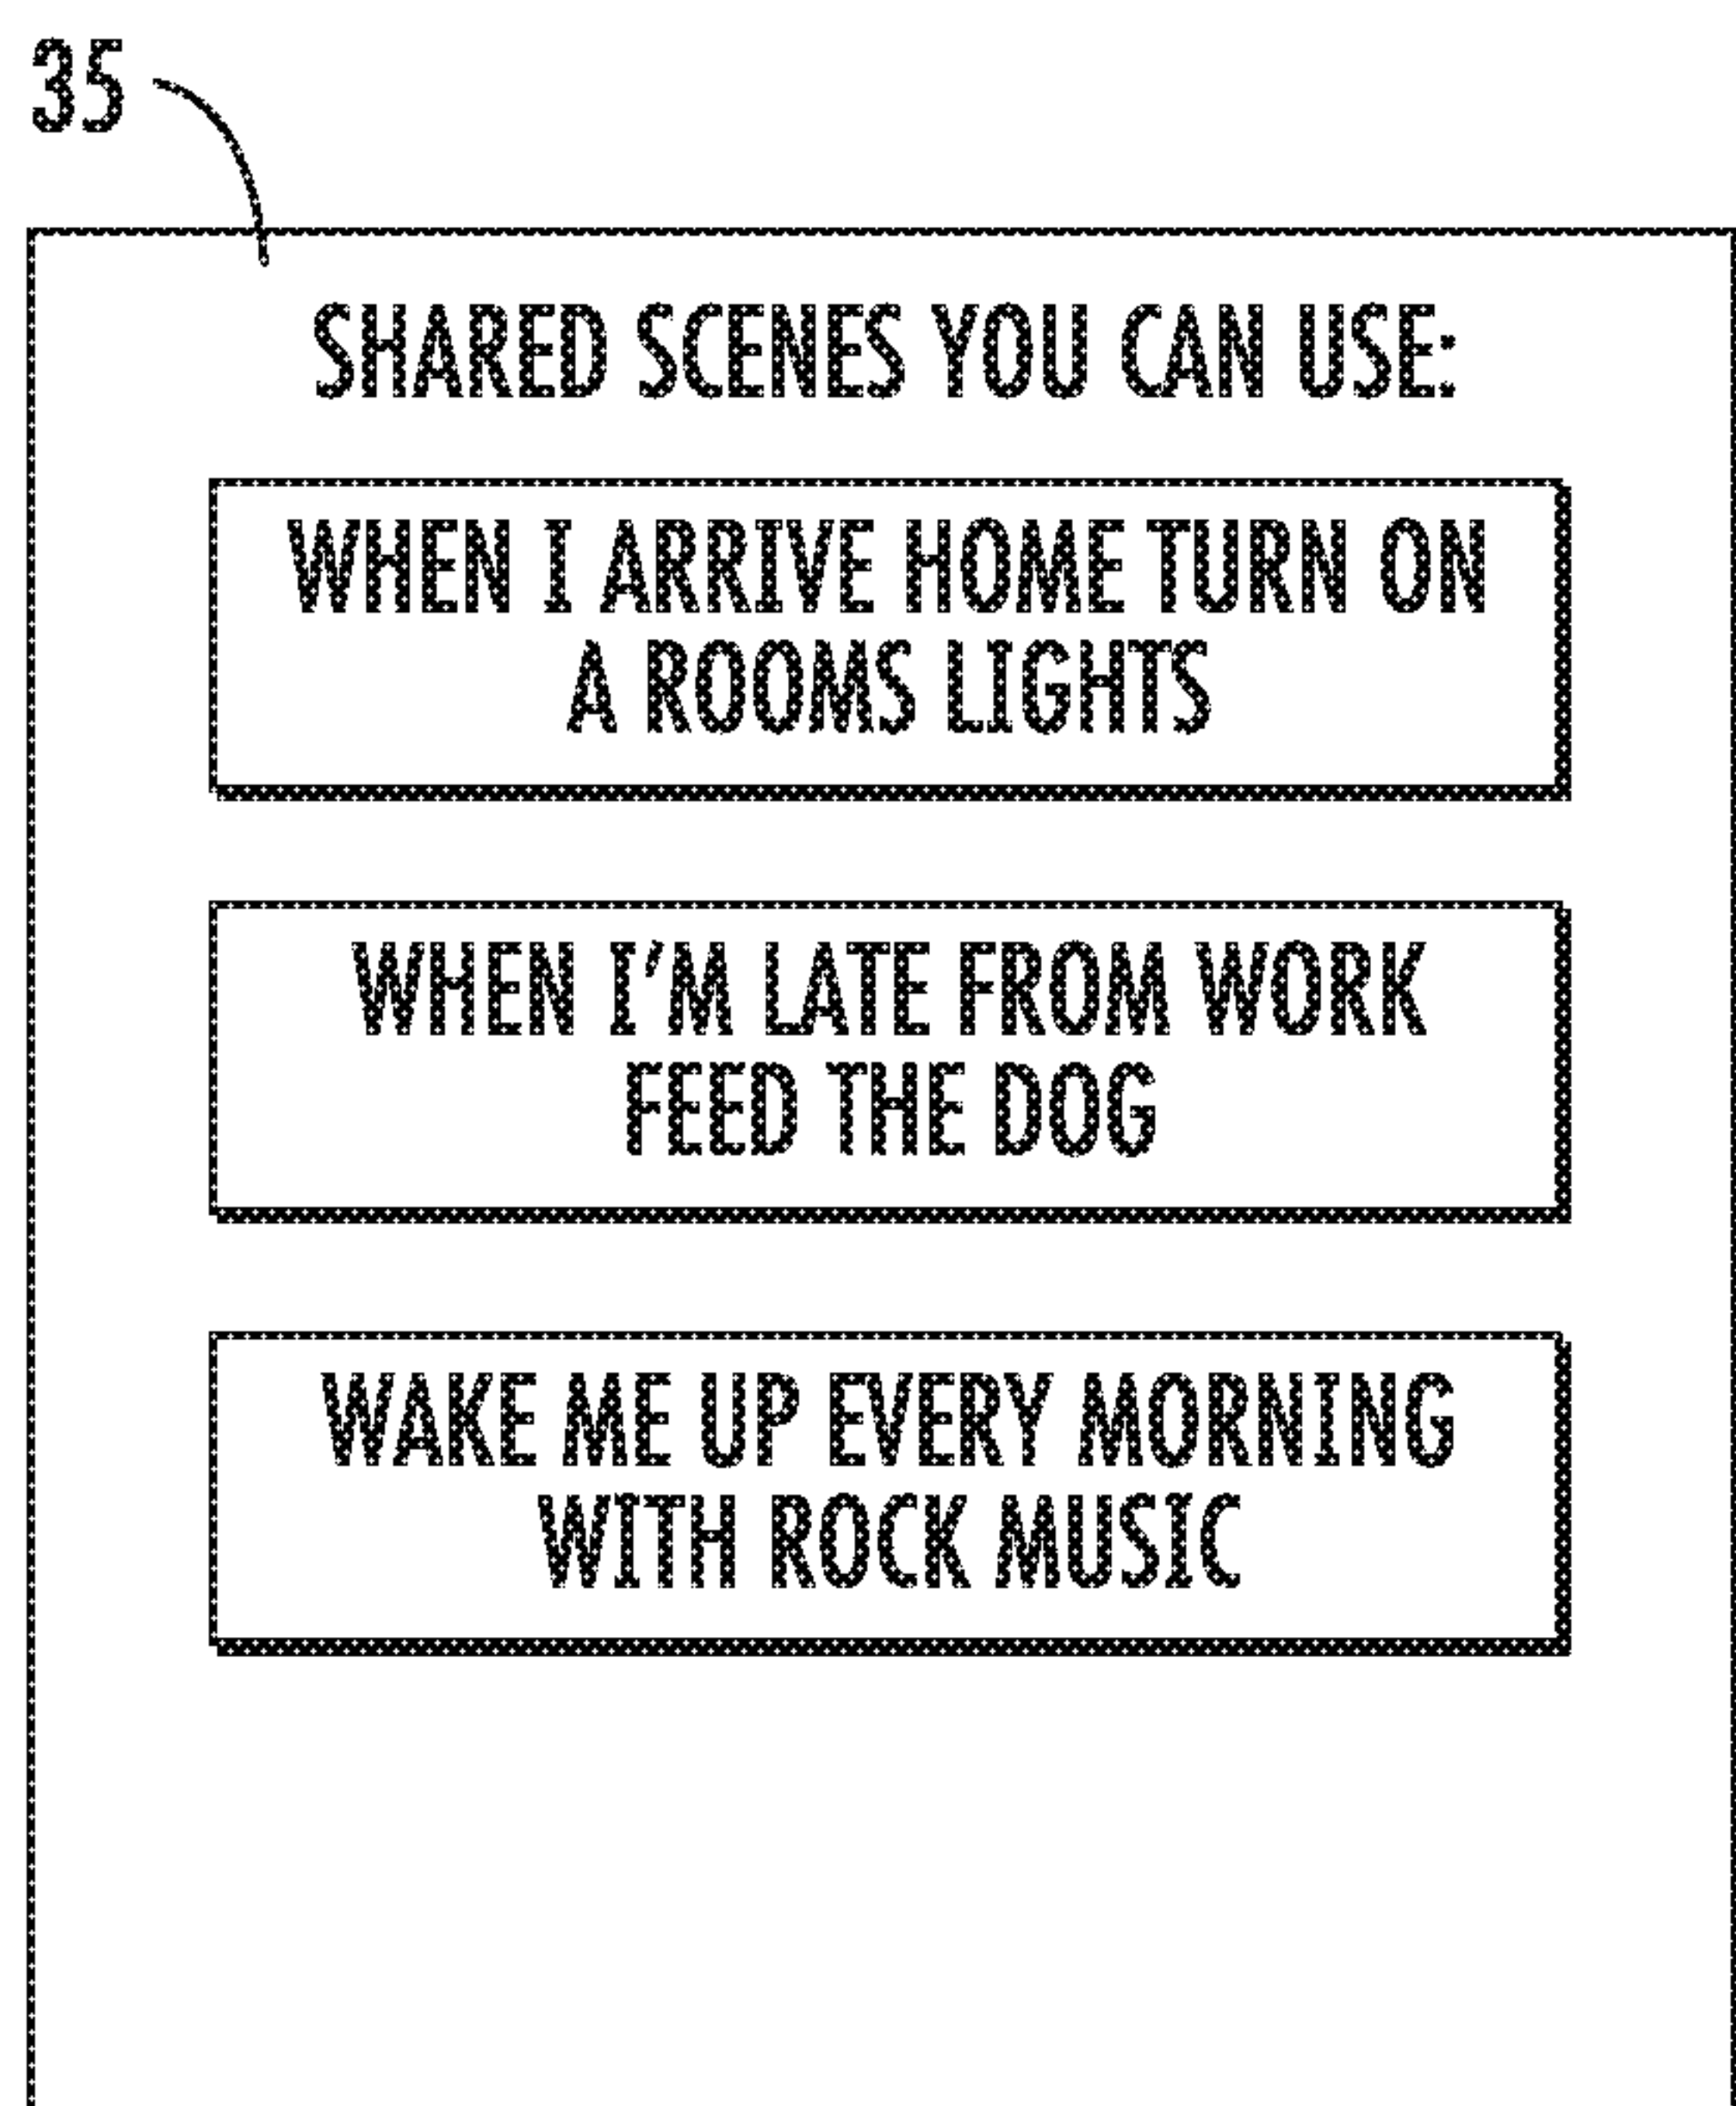 35
SHARED SCENES YOU CAN USE:
WHEN I ARRIVE HOME TURN ON
A ROOMS LIGHTS
WHEN I'M LATE FROM WORK
FEED THE DOG
WAKE ME UP EVERY MORNING
WITH ROCK MUSIC